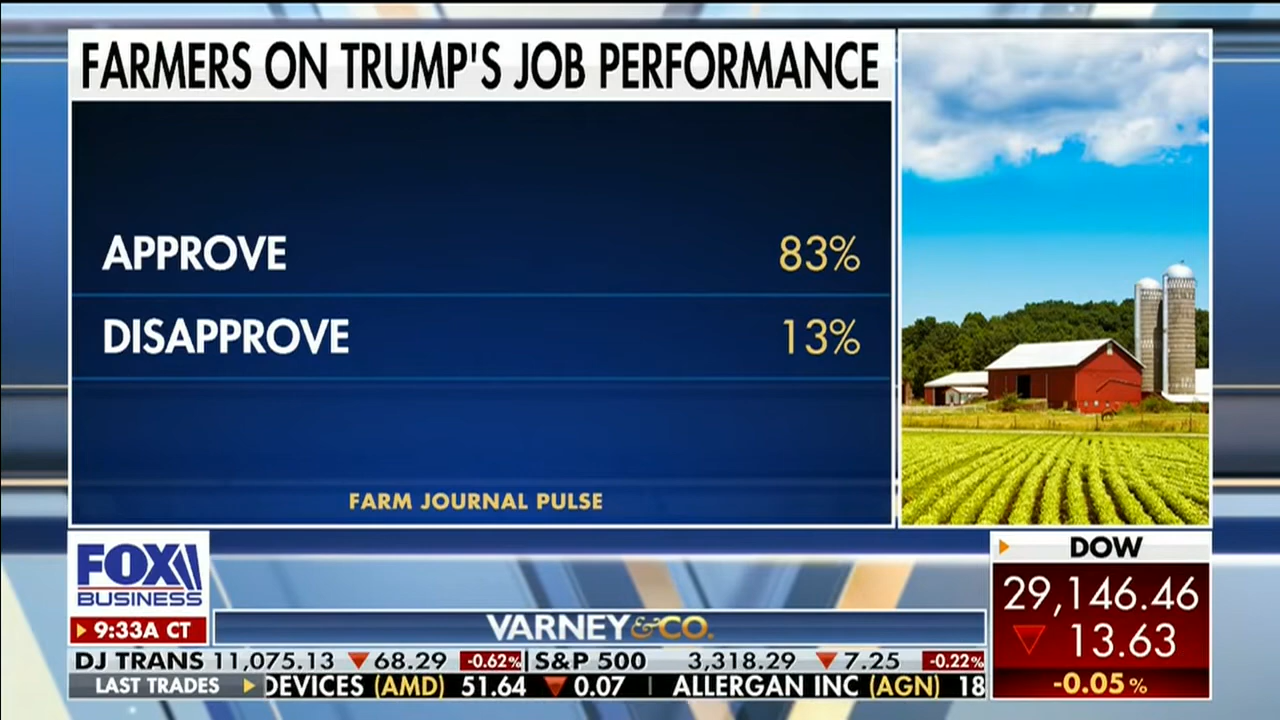 FARMERS ON TRUMP'S JOB PERFORMANCE
APPROVE 83%
DISAPPROVE 13%
FARM JOURNAL PULSE
FOX
BUSINESS
9:33A CT
VARNEY & CO.
DOW
29,146.46
13.63
-0.05%
DJ TRANS 11,075.13 68.29 -0.62% S&P 500 3,318.29 7.25 -0.22%
LAST TRADES DEVICES (AMD) 51.64 0.07 | ALLERGAN INC (AGN) 18